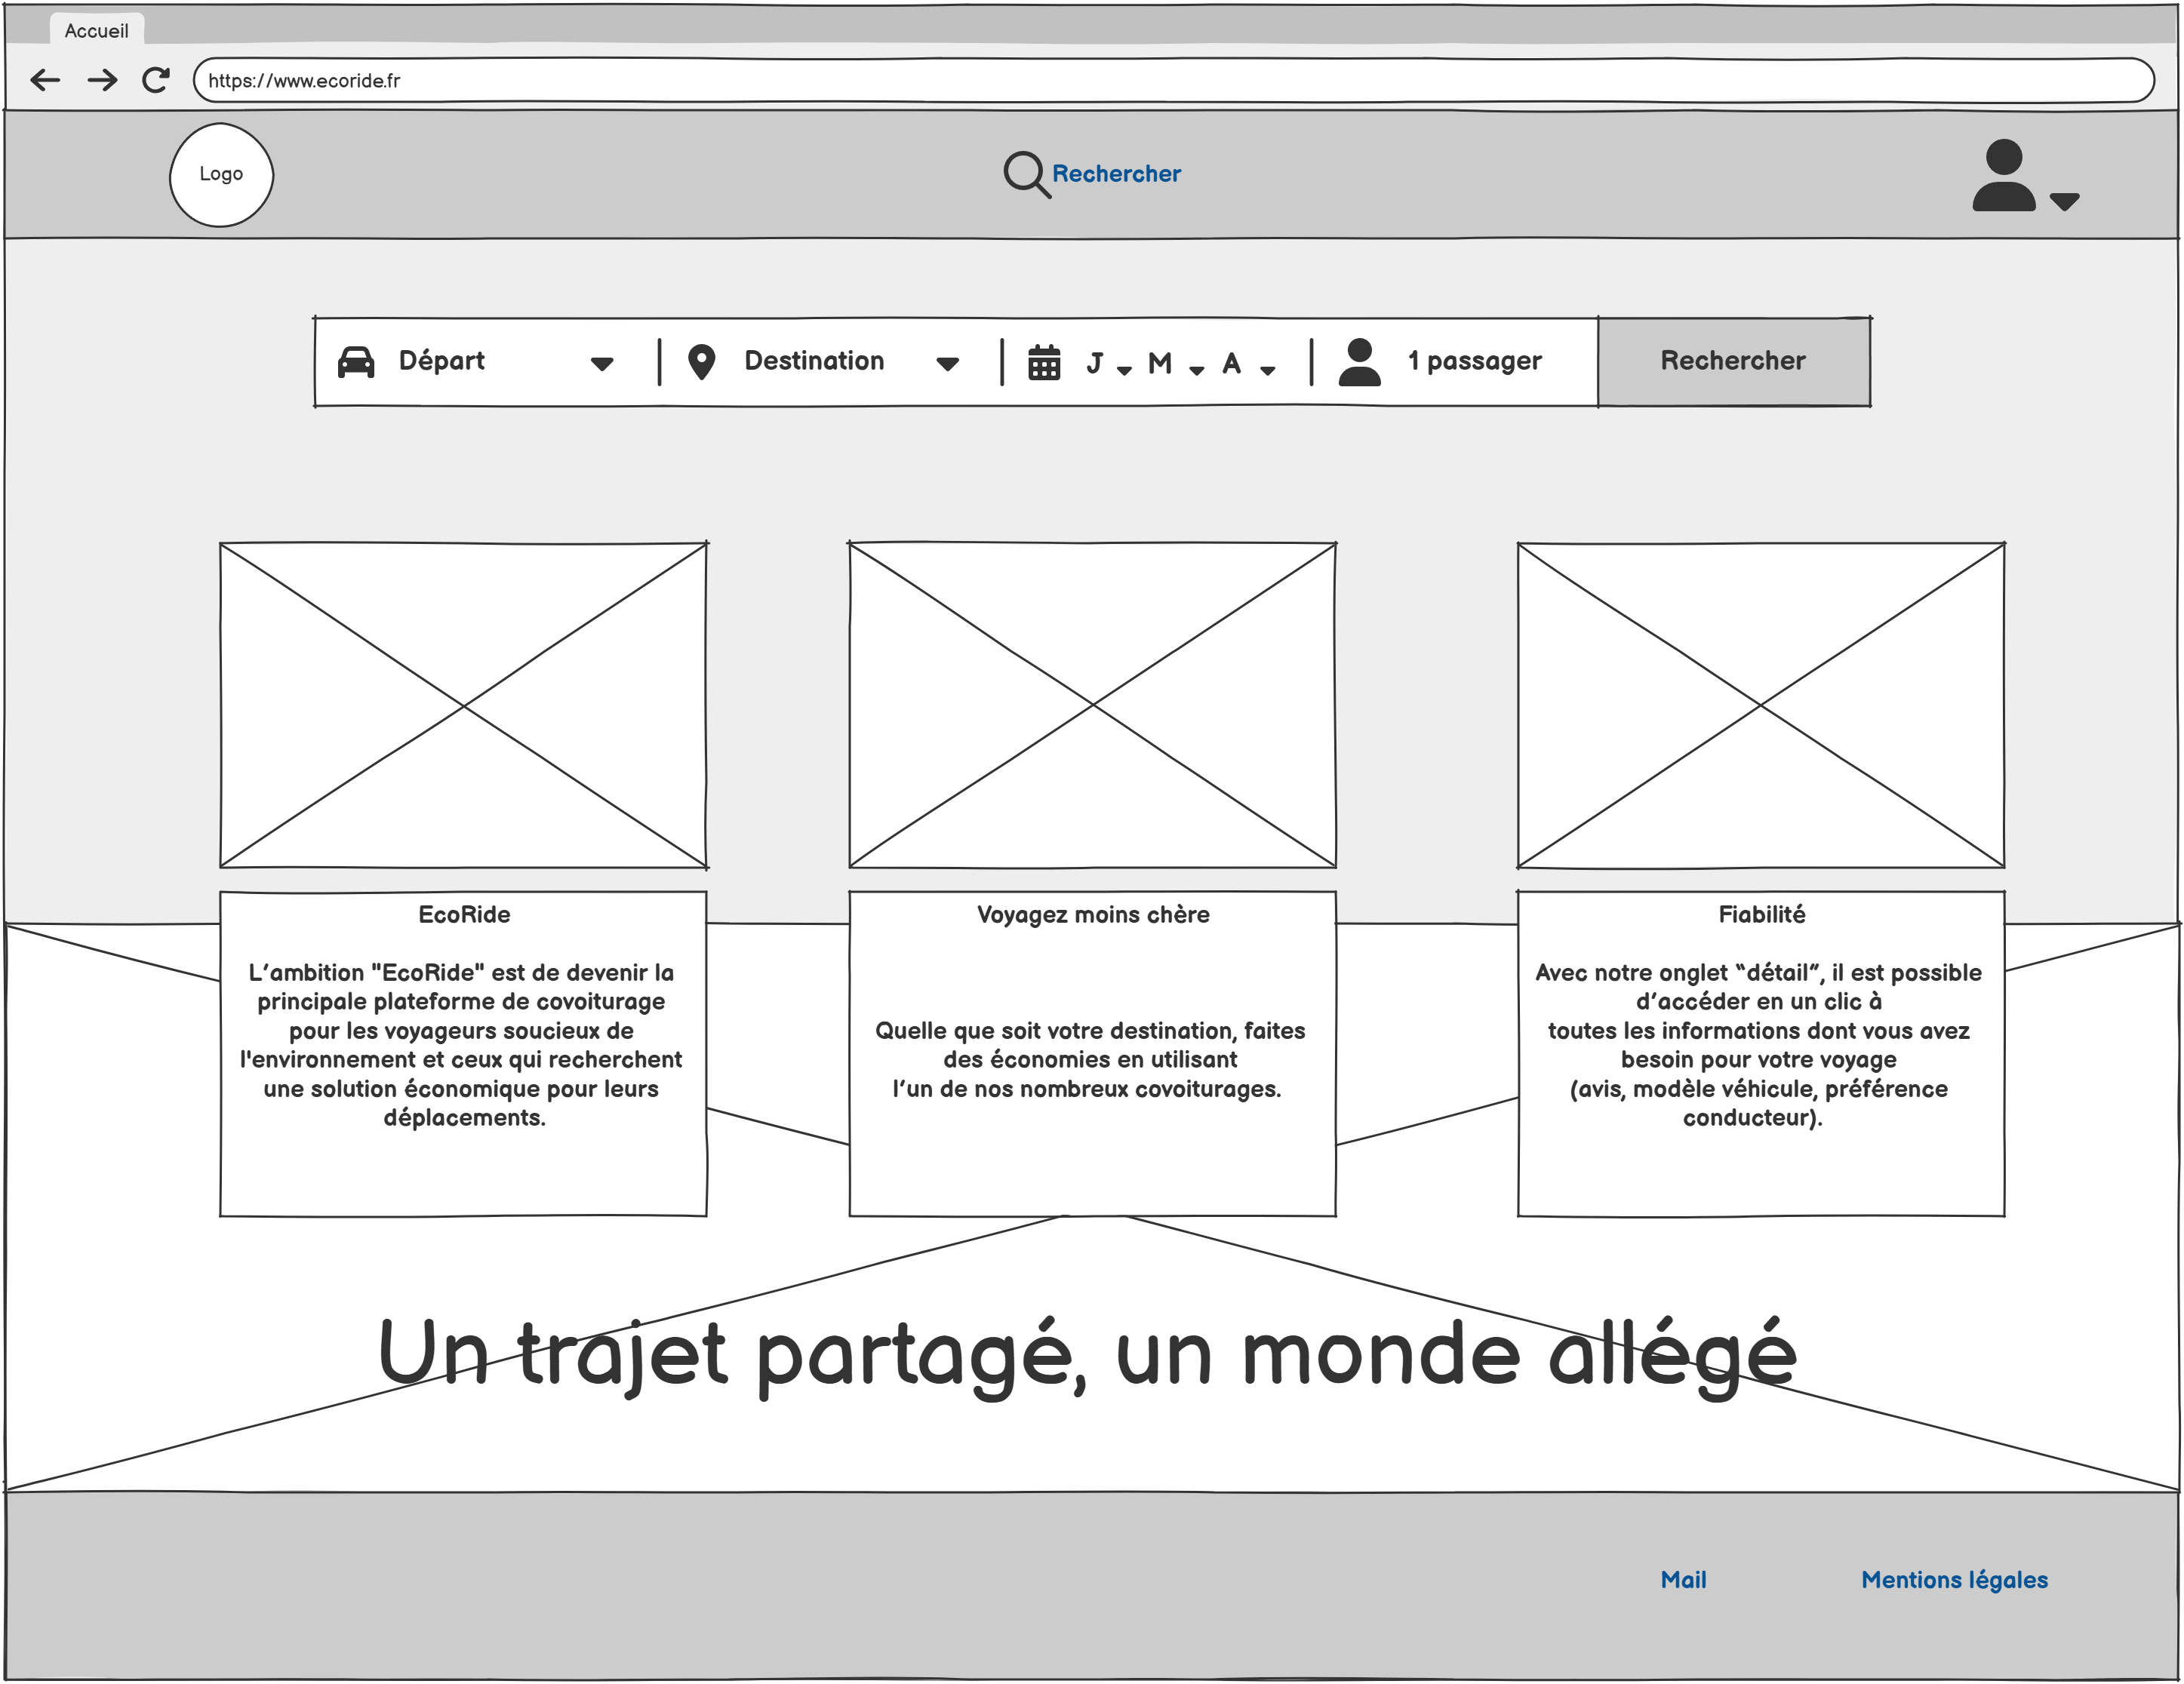 Accueil
https://www.ecoride.fr
Logo
Rechercher
Départ
Destination
J M A
1 passager
Rechercher
EcoRide
L’ambition "EcoRide" est de devenir la
principale plateforme de covoiturage
pour les voyageurs soucieux de
l'environnement et ceux qui recherchent
une solution économique pour leurs
déplacements.
Voyagez moins chère
Quelle que soit votre destination, faites
des économies en utilisant
l’un de nos nombreux covoiturages.
Fiabilité
Avec notre onglet “détail”, il est possible
d’accéder en un clic à
toutes les informations dont vous avez
besoin pour votre voyage
(avis, modèle véhicule, préférence
conducteur).
Un trajet partagé, un monde allégé
Mail
Mentions légales